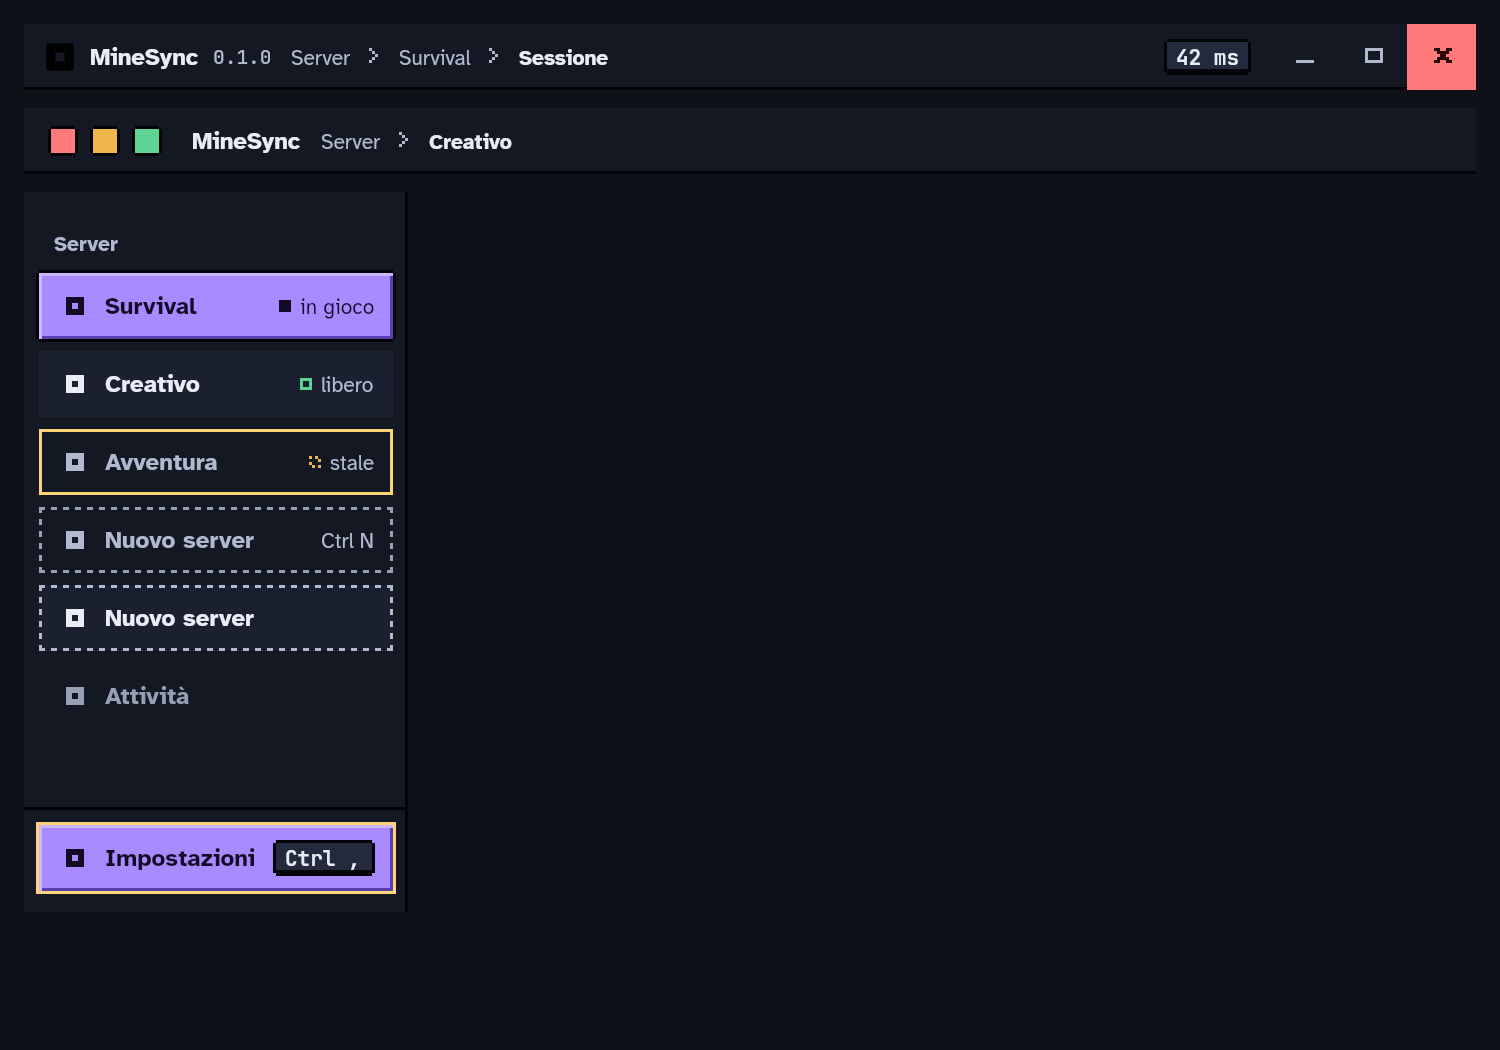 MineSync 0.1.0 Server Survival Sessione 42 ms
MineSync Server Creativo
Server
Survival in gioco
Creativo libero
Avventura stale
Nuovo server Ctrl N
Nuovo server
Attività
Impostazioni Ctrl ,